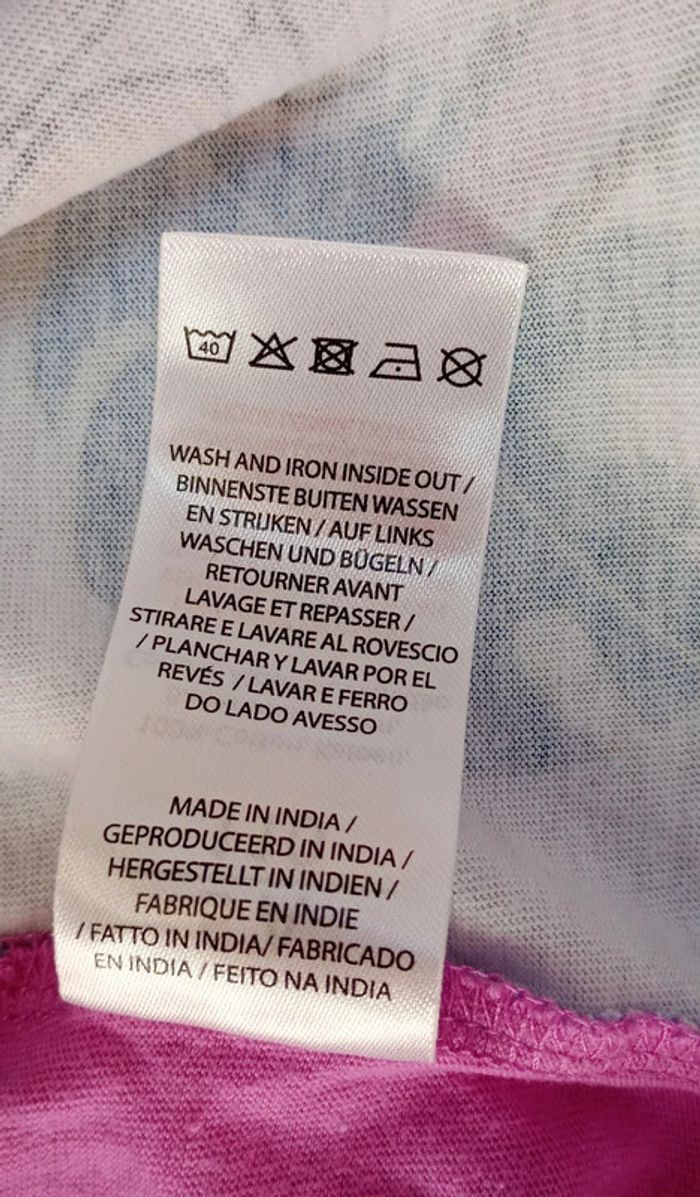 40
WASH AND IRON INSIDE OUT /
BINNENSTE BUITEN WASSEN
EN STRIJKEN / AUF LINKS
WASCHEN UND BÜGELN /
RETOURNER AVANT
LAVAGE ET REPASSER /
STIRARE E LAVARE AL ROVESCIO
/ PLANCHAR Y LAVAR POR EL
REVÉS / LAVAR E FERRO
DO LADO AVESSO
MADE IN INDIA /
GEPRODUCEERD IN INDIA /
HERGESTELLT IN INDIEN /
FABRIQUE EN INDIE
/ FATTO IN INDIA/ FABRICADO
EN INDIA / FEITO NA INDIA